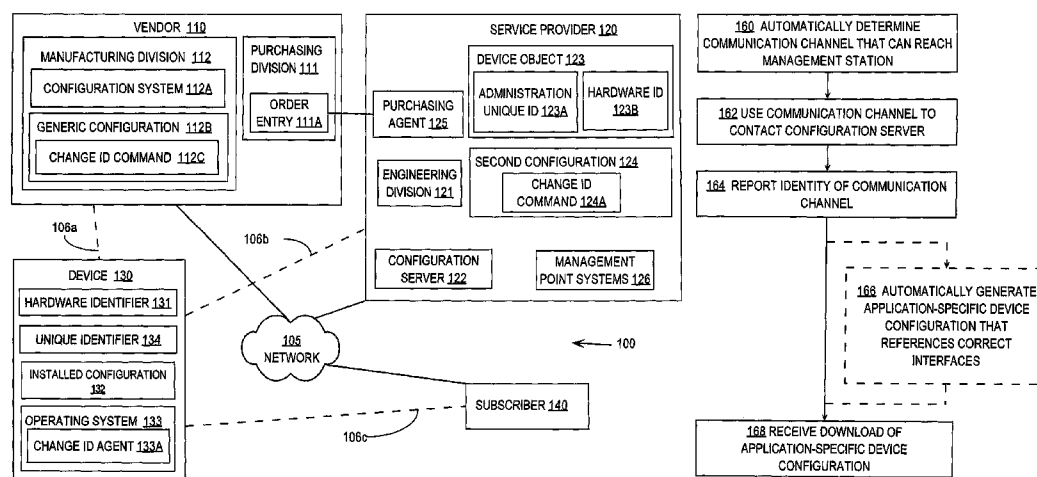 VENDOR 110
MANUFACTURING DIVISION 112
CONFIGURATION SYSTEM 112A
GENERIC CONFIGURATION 112B
CHANGE ID COMMAND 112C
PURCHASING
DIVISION 111
ORDER
ENTRY 111A
SERVICE PROVIDER 120
DEVICE OBJECT 123
ADMINISTRATION
UNIQUE ID 123A
HARDWARE ID
123B
PURCHASING
AGENT
125
ENGINEERING
DIVISION 121
SECOND CONFIGURATION 124
CHANGE ID
COMMAND 124A
CONFIGURATION
SERVER 122
MANAGEMENT
POINT SYSTEMS 126
106a
106b
DEVICE 130
HARDWARE IDENTIFIER 131
UNIQUE IDENTIFIER 134
INSTALLED CONFIGURATION
132
OPERATING SYSTEM 133
CHANGE ID AGENT 133A
105
NETWORK
100
SUBSCRIBER 140
106c
160 AUTOMATICALLY DETERMINE
COMMUNICATION CHANNEL THAT CAN REACH
MANAGEMENT STATION
162 USE COMMUNICATION CHANNEL TO
CONTACT CONFIGURATION SERVER
164 REPORT IDENTITY OF COMMUNICATION
CHANNEL
166 AUTOMATICALLY GENERATE
APPLICATION-SPECIFIC DEVICE
CONFIGURATION THAT
REFERENCES CORRECT
INTERFACES
168 RECEIVE DOWNLOAD OF
APPLICATION-SPECIFIC DEVICE
CONFIGURATION